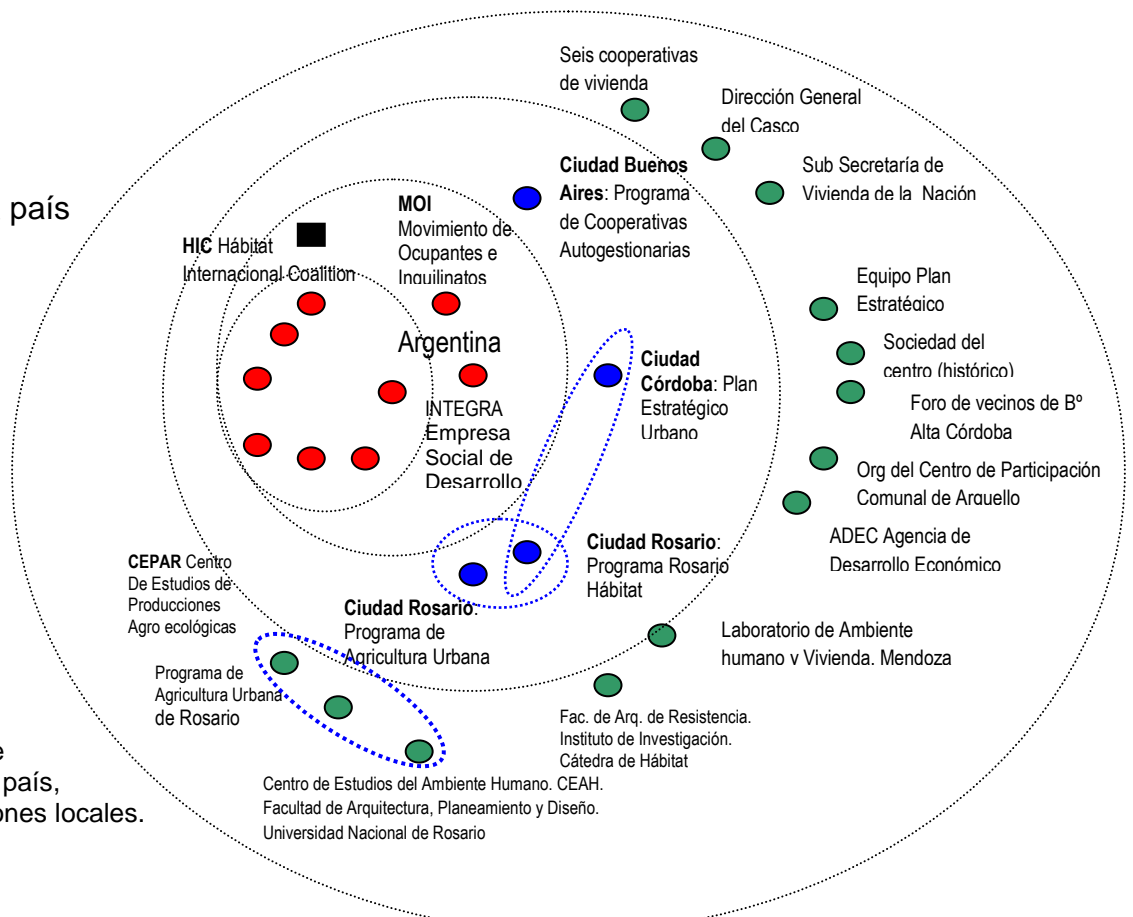 Seis cooperativas
de vivienda
Dirección General
del Casco
Sub Secretaría de
Vivienda de la Nación
país
HIC Hábitat
Internacional Coalition
MOI
Movimiento de
Ocupantes e
Inquilinatos
Ciudad Buenos
Aires: Programa
de Cooperativas
Autogestionarias
Equipo Plan
Estratégico
Sociedad del
centro (histórico)
Foro de vecinos de Bº
Alta Córdoba
Org del Centro de Participación
Comunal de Arguello
ADEC Agencia de
Desarrollo Económico
Argentina
INTEGRA
Empresa
Social de
Desarrollo
Ciudad
Córdoba: Plan
Estratégico
Urbano
Ciudad Rosario:
Programa Rosario
Hábitat
CEPAR Centro
De Estudios de
Producciones
Agro ecológicas
Ciudad Rosario:
Programa de
Agricultura Urbana
Programa de
Agricultura Urbana
de Rosario
Laboratorio de Ambiente
humano y Vivienda. Mendoza
Fac. de Arq. de Resistencia.
Instituto de Investigación.
Cátedra de Hábitat
e
país,
ones locales.
Centro de Estudios del Ambiente Humano. CEAH.
Facultad de Arquitectura, Planeamiento y Diseño.
Universidad Nacional de Rosario